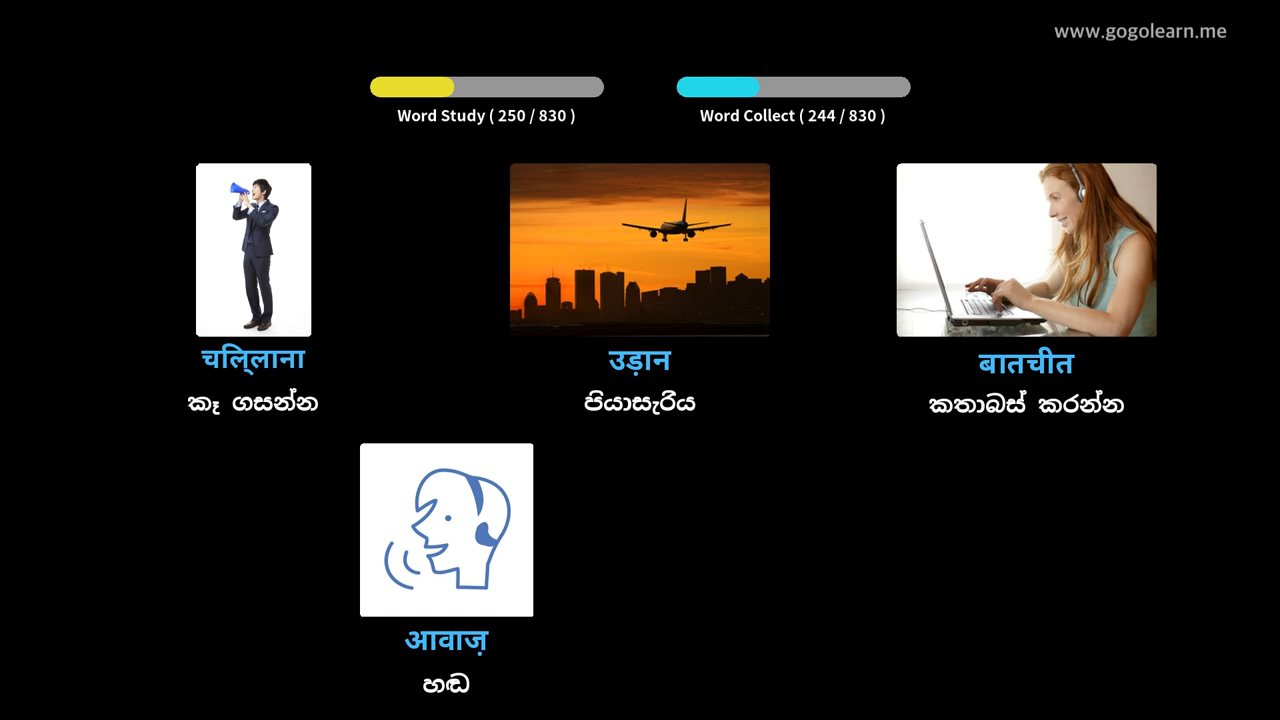 www.gogolearn.me
Word Study ( 250 / 830 )
Word Collect ( 244 / 830 )
चल्लिाना
උड़ान
बातचीत
කෑ ගසන්න
පියාසැරිය
කතාබස් කරන්න
आवाज़
හඬ